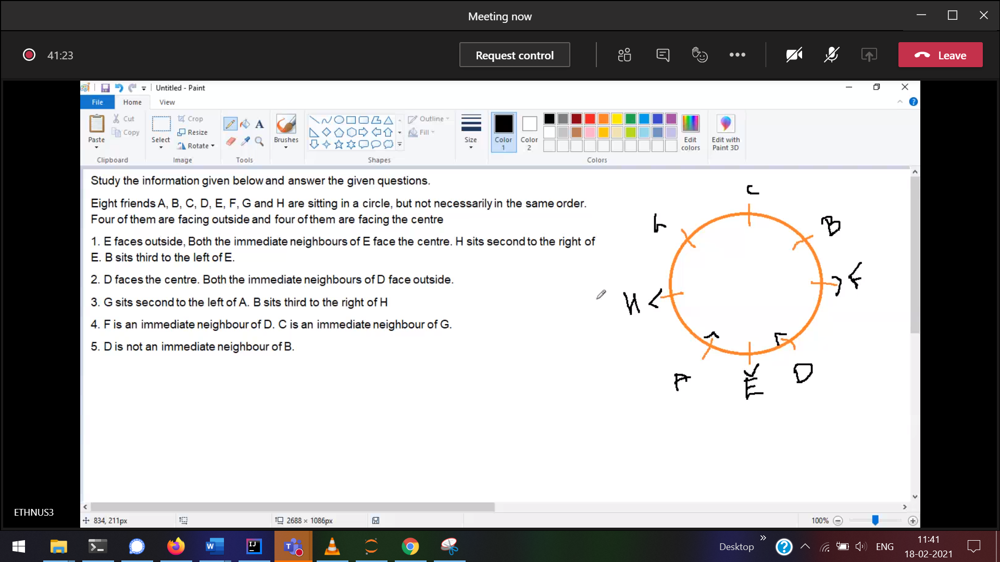 Meeting now
41:23
Request control
Leave
Untitled - Paint
File Home View
Cut
Copy
Paste
Clipboard
Select
Crop
Resize
Rotate
Image
Tools
Brushes
Shapes
Outline
Fill
Size
Color 1
Color 2
Colors
Edit colors
Edit with Paint 3D
Study the information given below and answer the given questions.
Eight friends A, B, C, D, E, F, G and H are sitting in a circle, but not necessarily in the same order.
Four of them are facing outside and four of them are facing the centre
1. E faces outside, Both the immediate neighbours of E face the centre. H sits second to the right of
E. B sits third to the left of E.
2. D faces the centre. Both the immediate neighbours of D face outside.
3. G sits second to the left of A. B sits third to the right of H
4. F is an immediate neighbour of D. C is an immediate neighbour of G.
5. D is not an immediate neighbour of B.
C
B
H
E
D
ETHNUS3
834, 211px
2688 × 1086px
100%
Desktop
ENG
11:41
18-02-2021